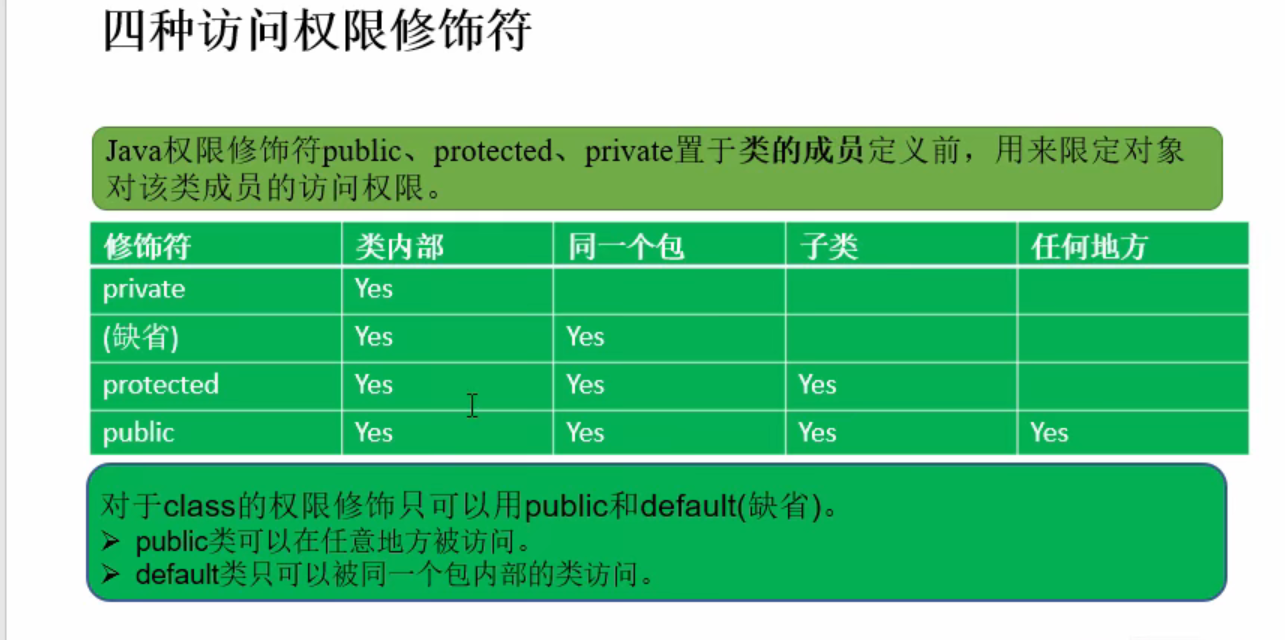 四种访问权限修饰符
Java权限修饰符public、protected、private置于类的成员定义前，用来限定对象
对该类成员的访问权限。
修饰符 类内部 同一个包 子类 任何地方
private Yes
(缺省) Yes Yes
protected Yes Yes Yes
public Yes Yes Yes Yes
对于class的权限修饰只可以用public和default(缺省)。
➢ public类可以在任意地方被访问。
➢ default类只可以被同一个包内部的类访问。